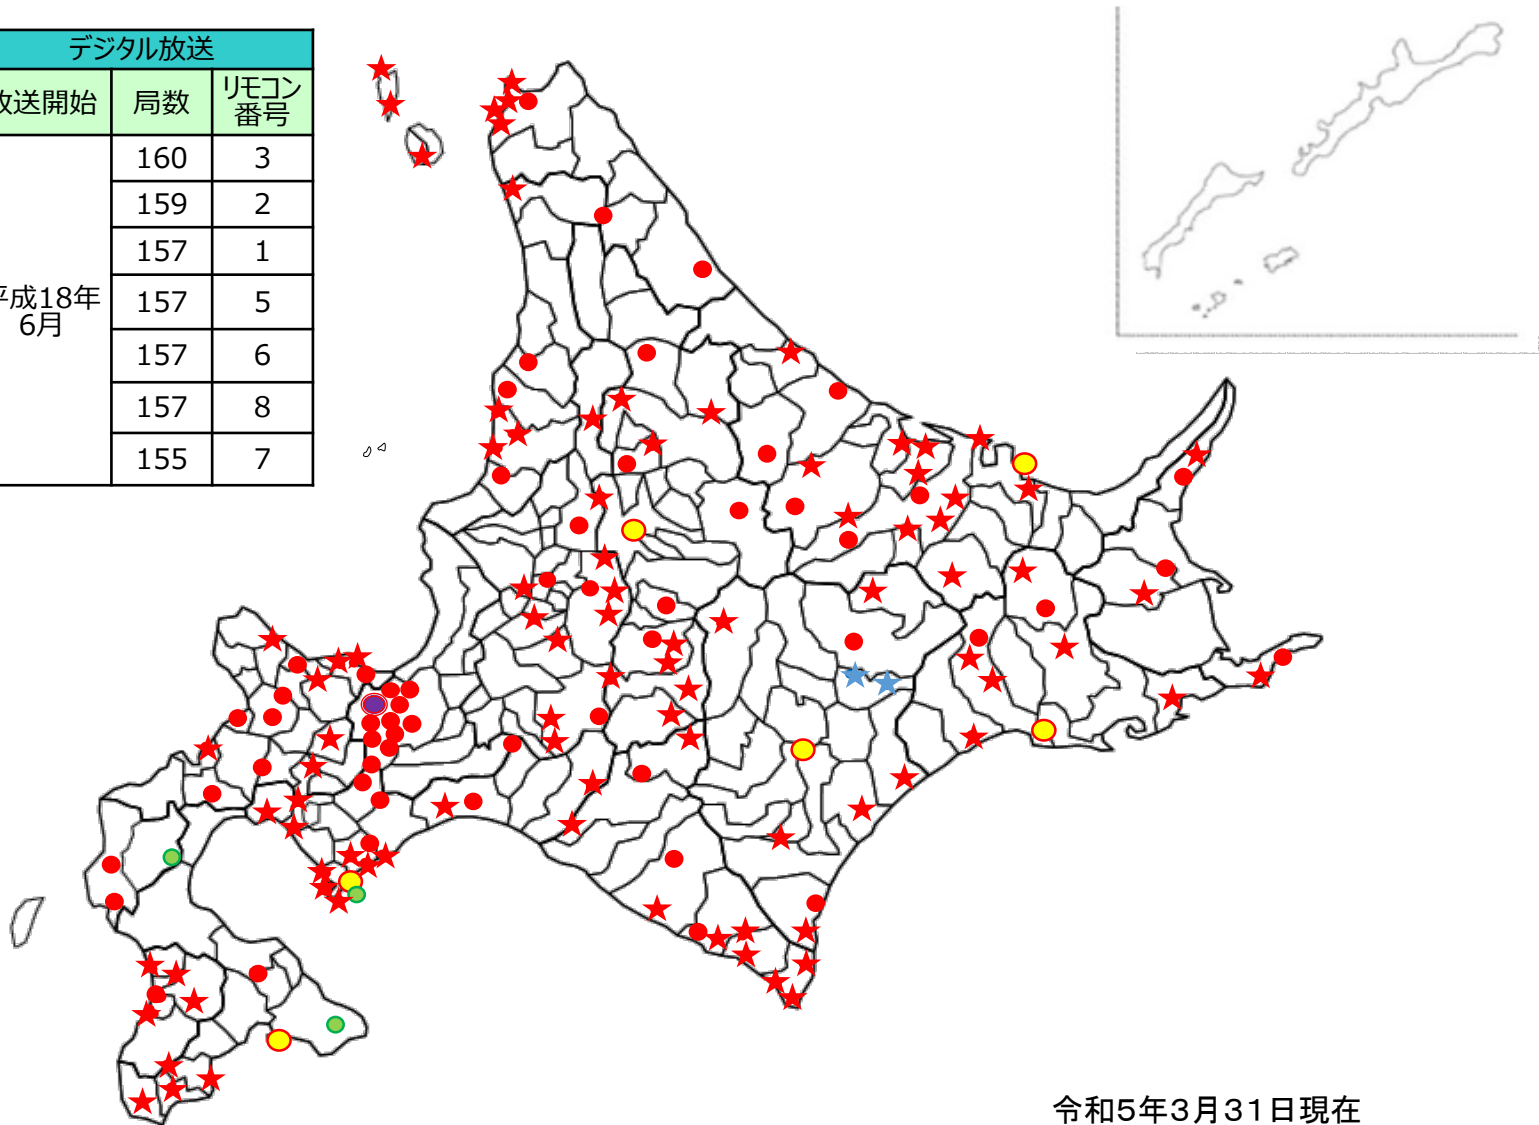 デジタル放送
放送開始 局数 リモコン
番号
160 3
159 2
157 1
平成18年
6月
157 5
157 6
157 8
155 7
令和5年3月31日現在